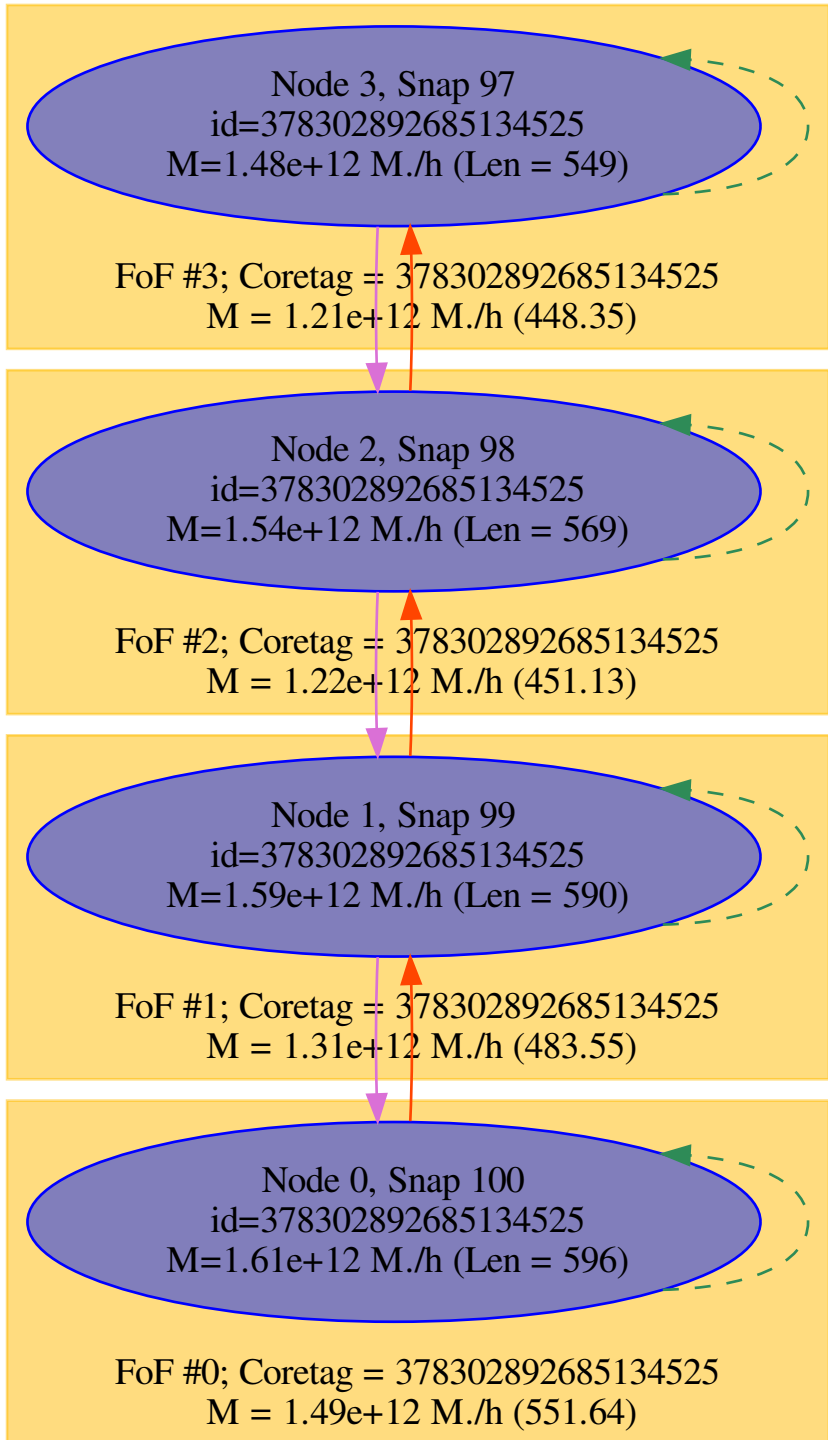 Node 3, Snap 97
id=378302892685134525
M=1.48e+12 M./h (Len = 549)
FoF #3; Coretag = 378302892685134525
M = 1.21e+12 M./h (448.35)
Node 2, Snap 98
id=378302892685134525
M=1.54e+12 M./h (Len = 569)
FoF #2; Coretag = 378302892685134525
M = 1.22e+12 M./h (451.13)
Node 1, Snap 99
id=378302892685134525
M=1.59e+12 M./h (Len = 590)
FoF #1; Coretag = 378302892685134525
M = 1.31e+12 M./h (483.55)
Node 0, Snap 100
id=378302892685134525
M=1.61e+12 M./h (Len = 596)
FoF #0; Coretag = 378302892685134525
M = 1.49e+12 M./h (551.64)